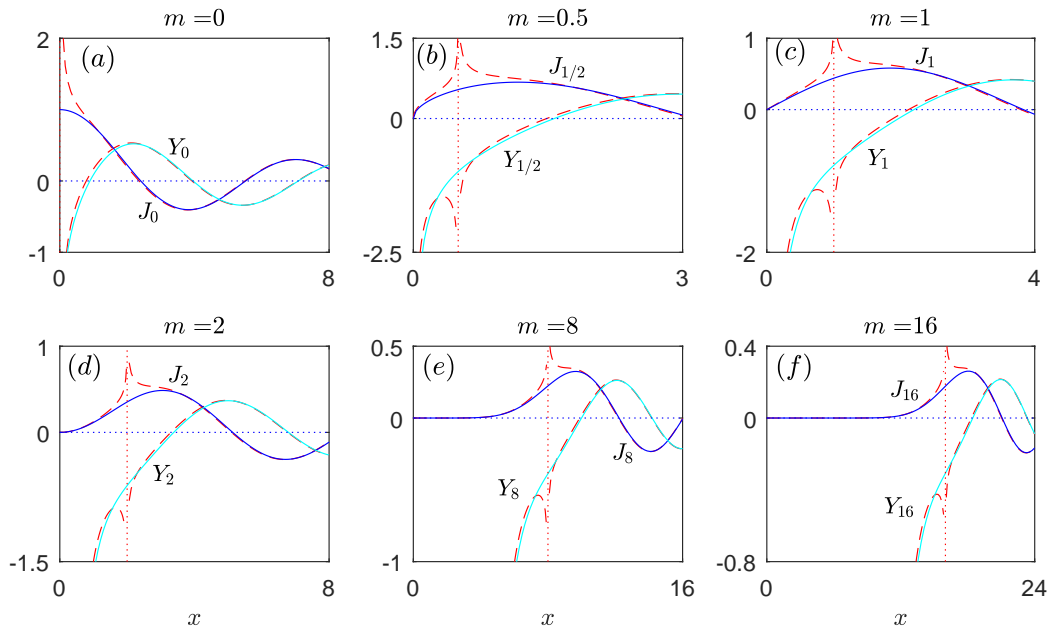 m =0
(a)
2
0
-1
0
8
Y₀
J₀
m =0.5
(b)
1.5
0
-2.5
0
3
J₁/₂
Y₁/₂
m =1
(c)
1
0
-2
0
4
J₁
Y₁
m =2
(d)
1
0
-1.5
0
8
J₂
Y₂
x
m =8
(e)
0.5
0
-1
0
16
Y₈
J₈
x
m =16
(f)
0.4
0
-0.8
0
24
J₁₆
Y₁₆
x